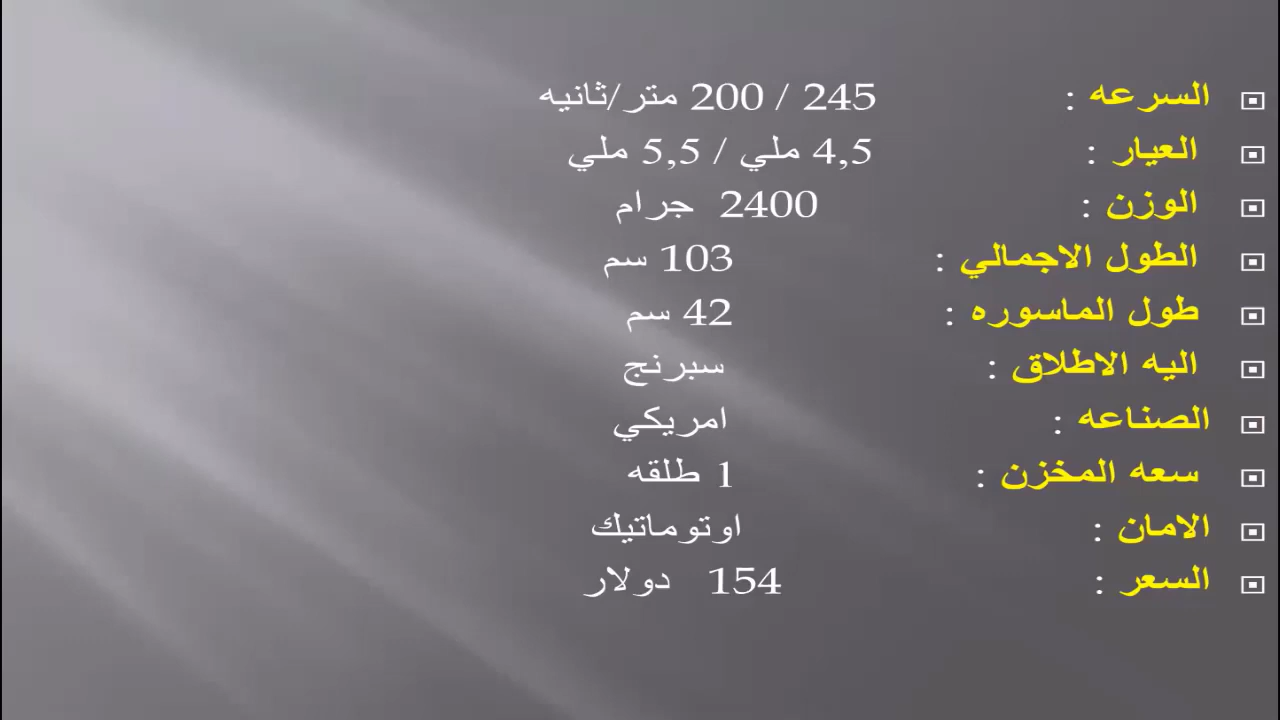 السرعه : 245 / 200 متر/ثانيه
العيار : 4,5 ملي / 5,5 ملي
الوزن : 2400 جرام
الطول الاجمالي : 103 سم
طول الماسوره : 42 سم
اليه الاطلاق : سبرنج
الصناعه : امريكي
سعه المخزن : 1 طلقه
الامان : اوتوماتيك
السعر : 154 دولار